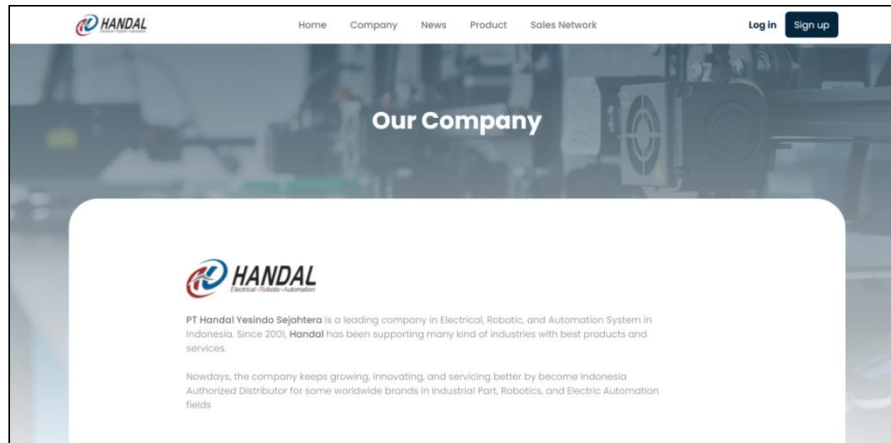 HANDAL
Home Company News Product Sales Network Log in Sign up
Our Company
HANDAL
Electrical-Robotic-Automation
PT Handal Yesindo Sejahtera is a leading company in Electrical, Robotic, and Automation System in
Indonesia. Since 2001, Handal has been supporting many kind of industries with best products and
services.
Nowdays, the company keeps growing, innovating, and servicing better by become Indonesia
Authorized Distributor for some worldwide brands in Industrial Part, Robotics, and Electric Automation
fields